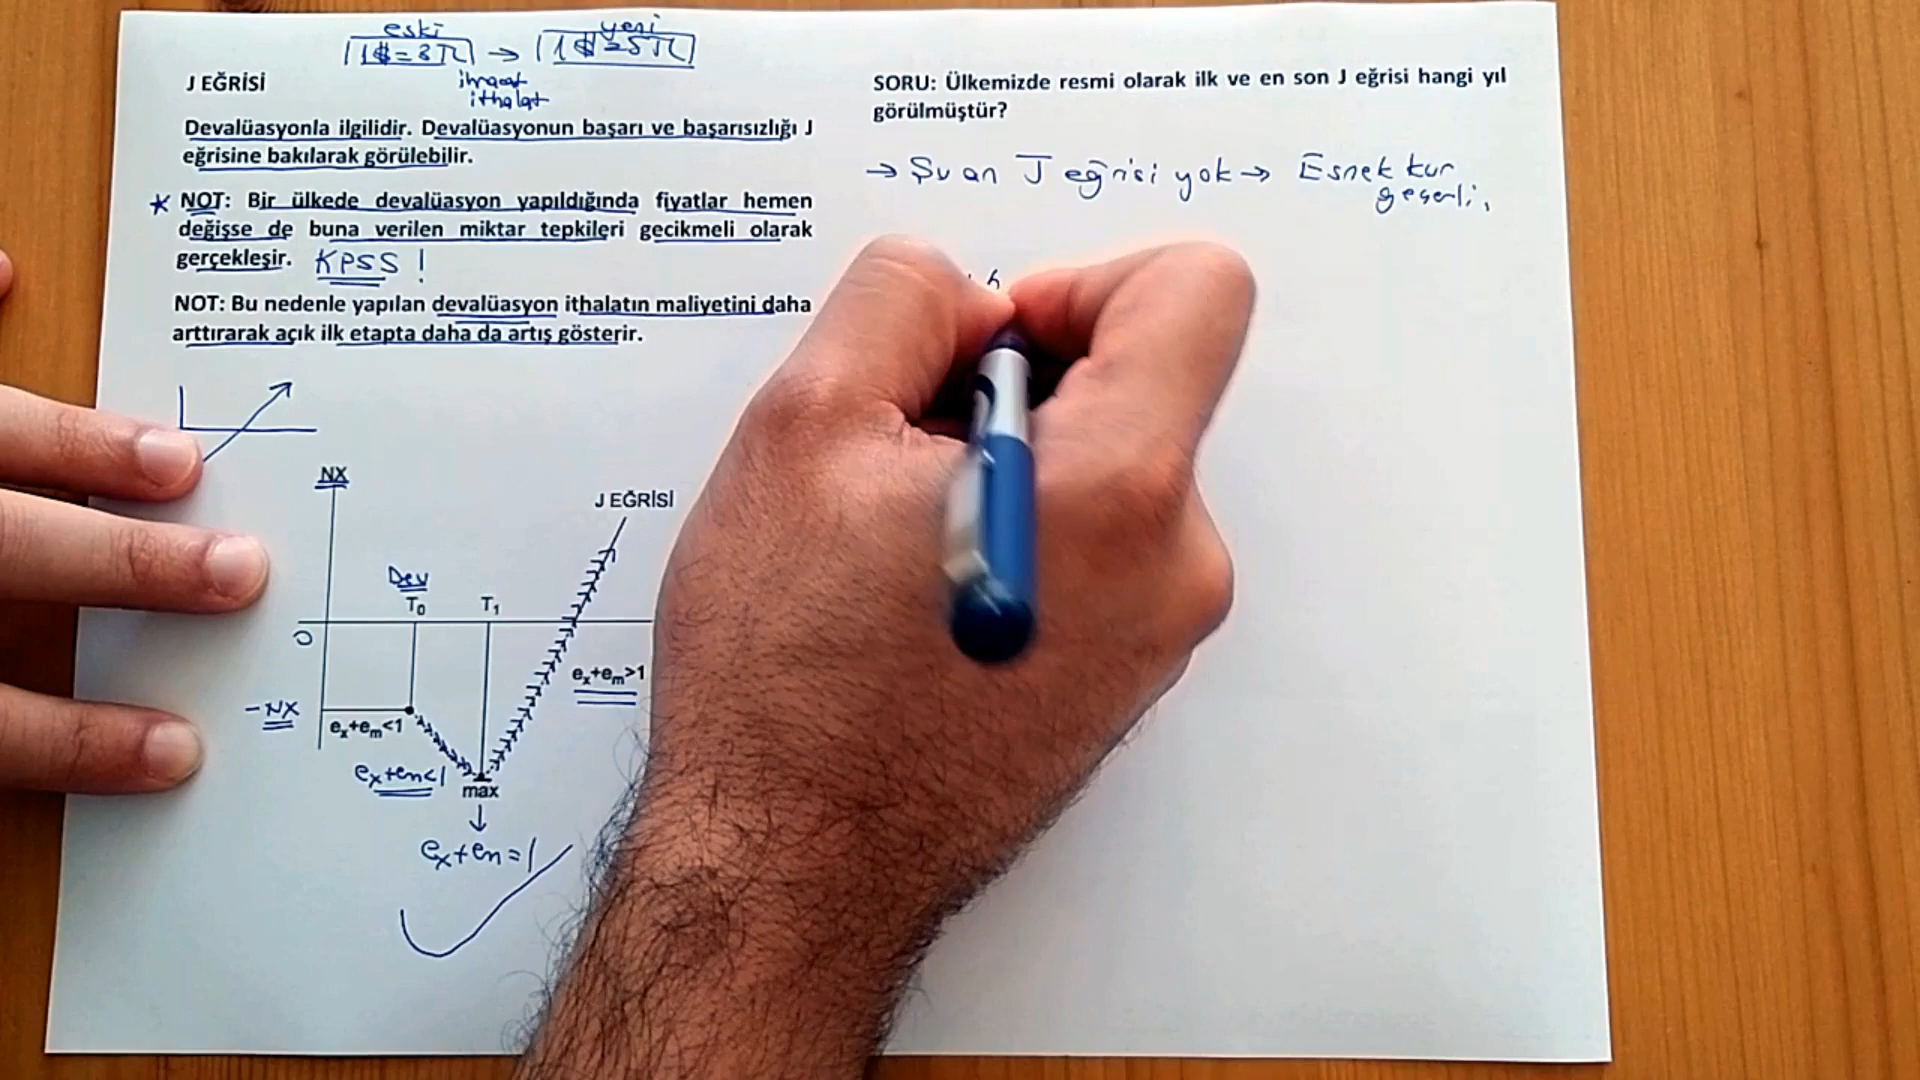 eski yeni
1$=3TL → 1$=5TL
ihracat
ithalat
J EĞRİSİ
Devalüasyonla ilgilidir. Devalüasyonun başarı ve başarısızlığı J
eğrisine bakılarak görülebilir.
* NOT: Bir ülkede devalüasyon yapıldığında fiyatlar hemen
değişse de buna verilen miktar tepkileri gecikmeli olarak
gerçekleşir. KPSS !
NOT: Bu nedenle yapılan devalüasyon ithalatın maliyetini daha
arttırarak açık ilk etapta daha da artış gösterir.
NX
J EĞRİSİ
Dev
T₀ T₁
0
eₓ+eₘ>1
-NX
eₓ+eₘ<1
ex+em<1
max
↓
ex+em=1
SORU: Ülkemizde resmi olarak ilk ve en son J eğrisi hangi yıl
görülmüştür?
→ Şu an J eğrisi yok → Esnek kur
geçerli,